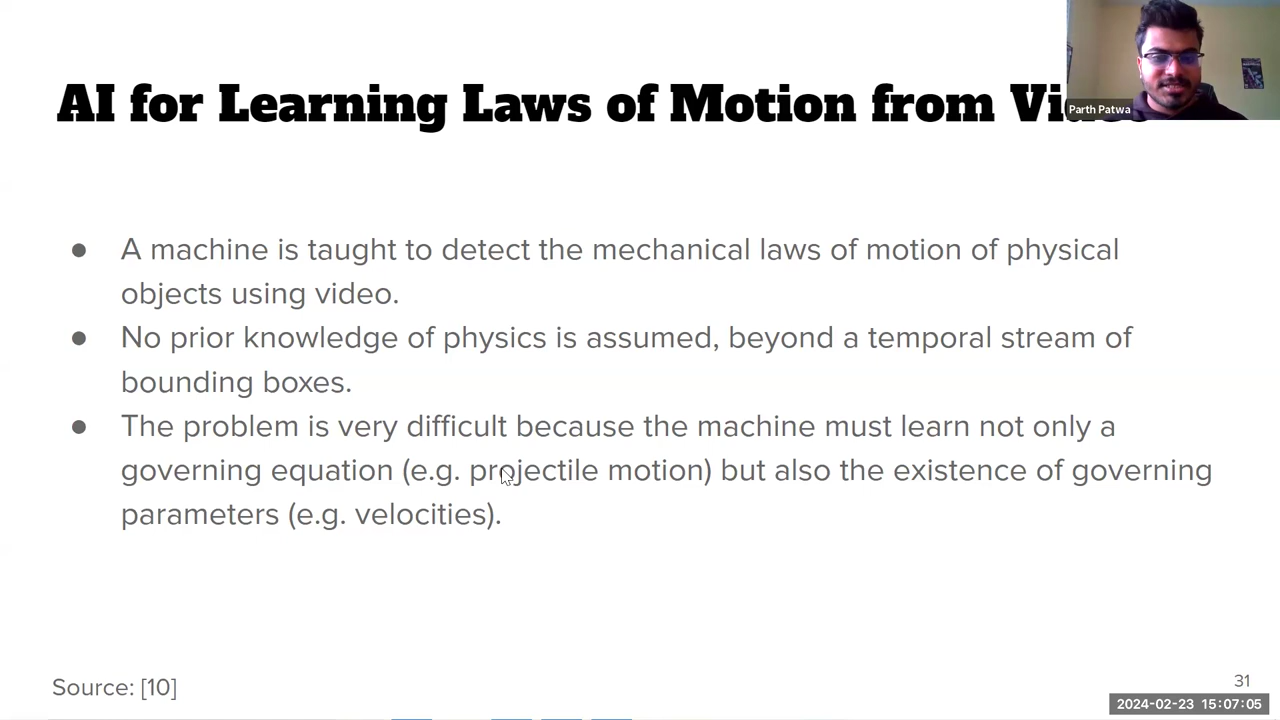 AI for Learning Laws of Motion from
Parth Patwa
● A machine is taught to detect the mechanical laws of motion of physical
objects using video.
● No prior knowledge of physics is assumed, beyond a temporal stream of
bounding boxes.
● The problem is very difficult because the machine must learn not only a
governing equation (e.g. projectile motion) but also the existence of governing
parameters (e.g. velocities).
Source: [10]
31
2024-02-23 15:07:05